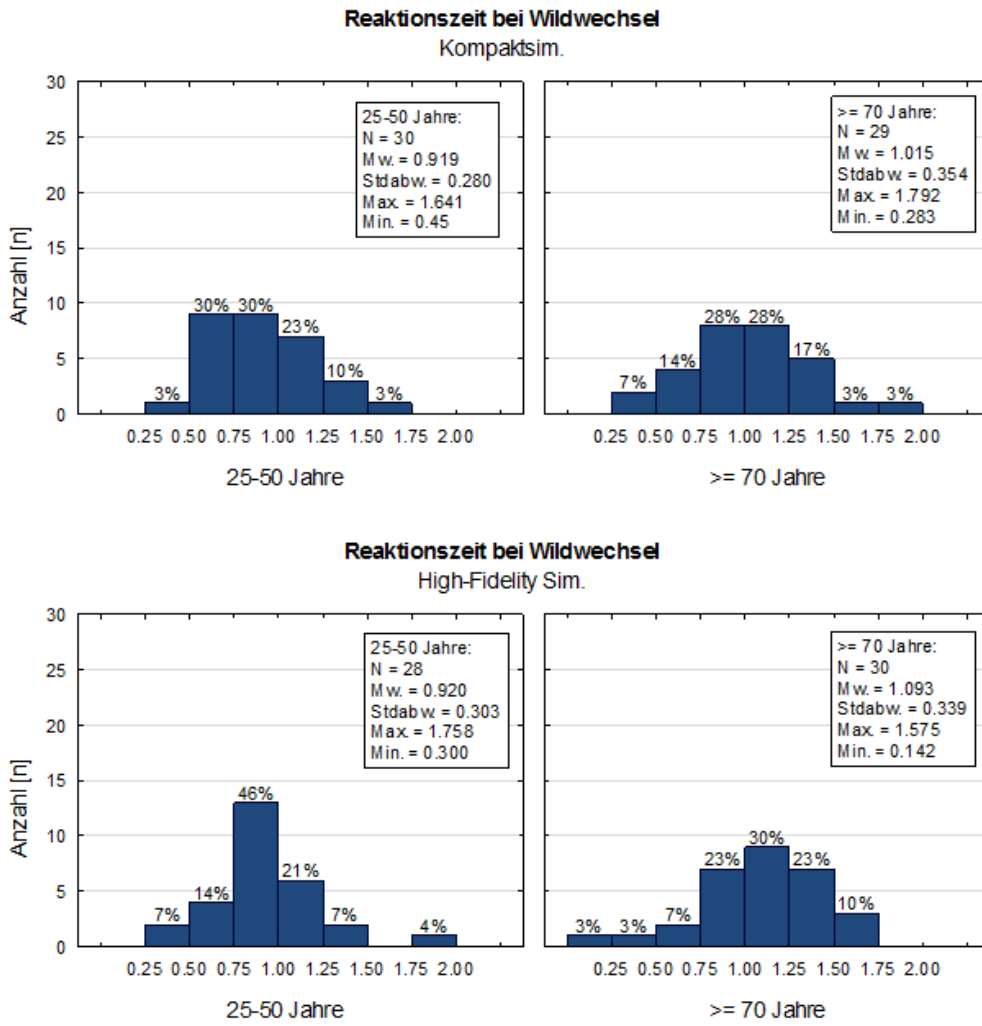 Reaktionszeit bei Wildwechsel
Kompaktsim.
Anzahl [n]
30
25
20
15
10
5
0
25-50 Jahre:
N = 30
Mw. = 0.919
Stdabw. = 0.280
Max. = 1.641
Min. = 0.45
3%
30%
30%
23%
10%
3%
0.25 0.50 0.75 1.00 1.25 1.50 1.75 2.00
25-50 Jahre
>= 70 Jahre:
N = 29
Mw. = 1.015
Stdabw. = 0.354
Max. = 1.792
Min. = 0.283
7%
14%
28%
28%
17%
3%
3%
0.25 0.50 0.75 1.00 1.25 1.50 1.75 2.00
>= 70 Jahre
Reaktionszeit bei Wildwechsel
High-Fidelity Sim.
Anzahl [n]
30
25
20
15
10
5
0
25-50 Jahre:
N = 28
Mw. = 0.920
Stdabw. = 0.303
Max. = 1.758
Min. = 0.300
7%
14%
46%
21%
7%
4%
0.25 0.50 0.75 1.00 1.25 1.50 1.75 2.00
25-50 Jahre
>= 70 Jahre:
N = 30
Mw. = 1.093
Stdabw. = 0.339
Max. = 1.575
Min. = 0.142
3%
3%
7%
23%
30%
23%
10%
0.25 0.50 0.75 1.00 1.25 1.50 1.75 2.00
>= 70 Jahre